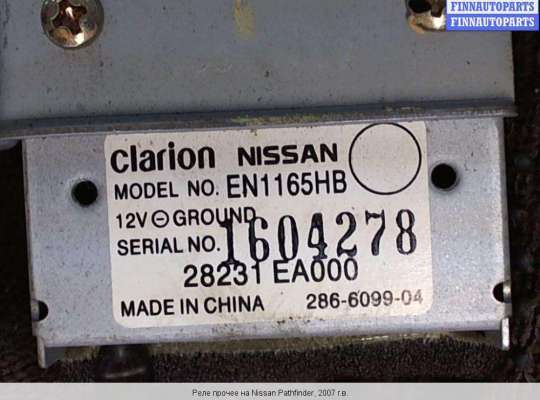 FINNAUTOPARTS
FINNAUTOPARTS
clarion NISSAN
MODEL NO. EN1165HB
12V ⊖ GROUND
SERIAL NO. 1604278
28231 EA000
MADE IN CHINA 286-6099-04
Реле прочее на Nissan Pathfinder, 2007 г.в.